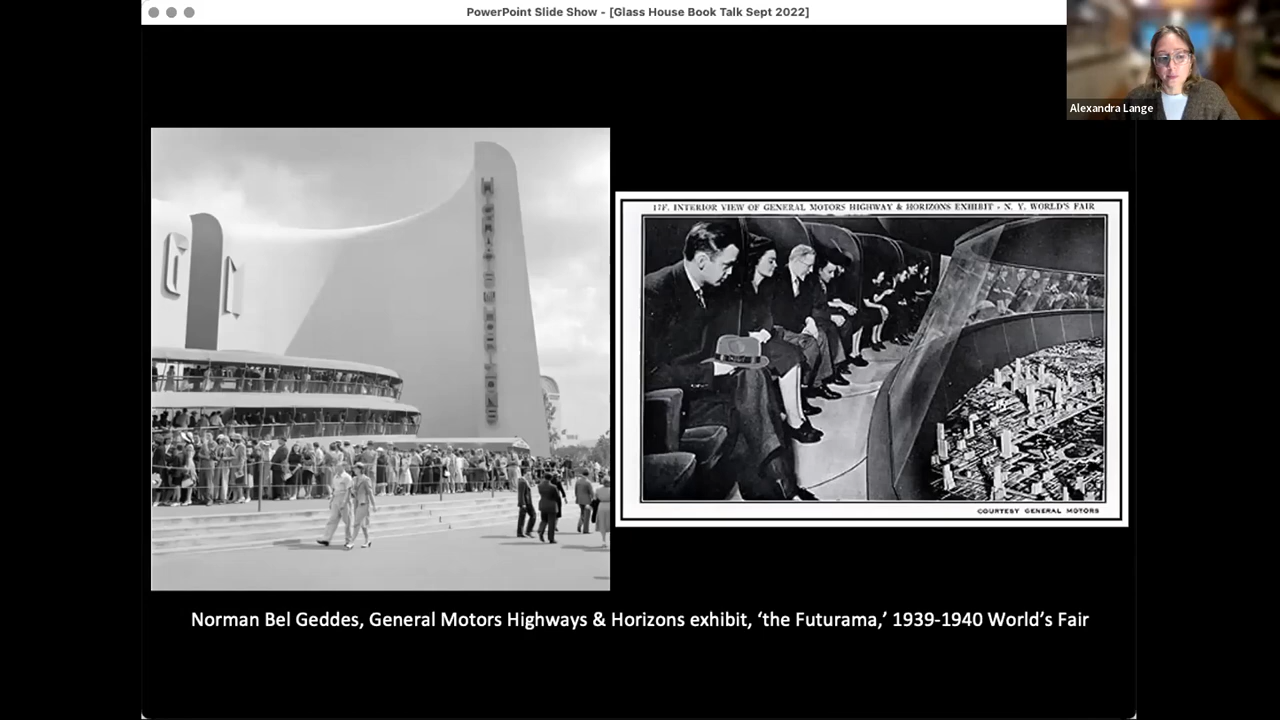 PowerPoint Slide Show - [Glass House Book Talk Sept 2022]
Alexandra Lange
G
17F. INTERIOR VIEW OF GENERAL MOTORS HIGHWAY & HORIZONS EXHIBIT - N. Y. WORLD'S FAIR
COURTESY GENERAL MOTORS
Norman Bel Geddes, General Motors Highways & Horizons exhibit, ‘the Futurama,’ 1939-1940 World’s Fair